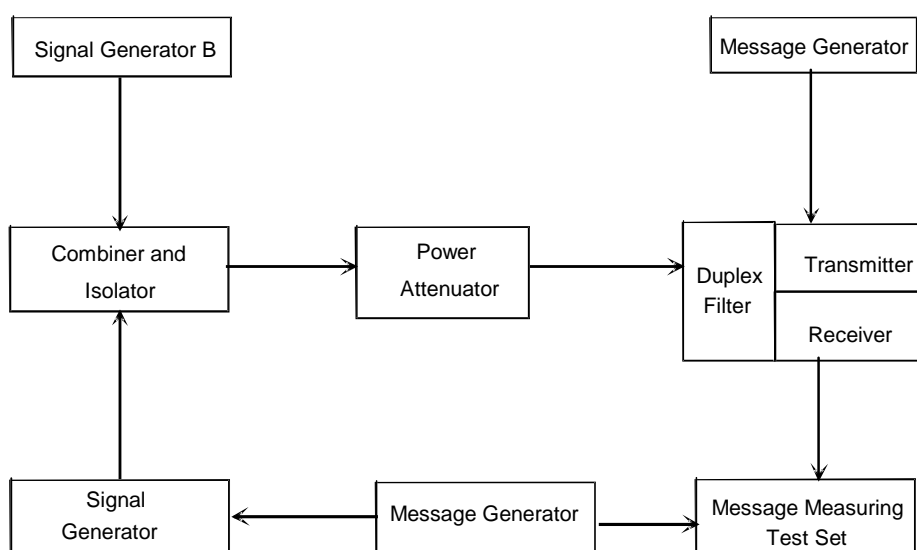 Signal Generator B
Message Generator
Combiner and
Isolator
Power
Attenuator
Duplex
Filter
Transmitter
Receiver
Signal
Generator
Message Generator
Message Measuring
Test Set